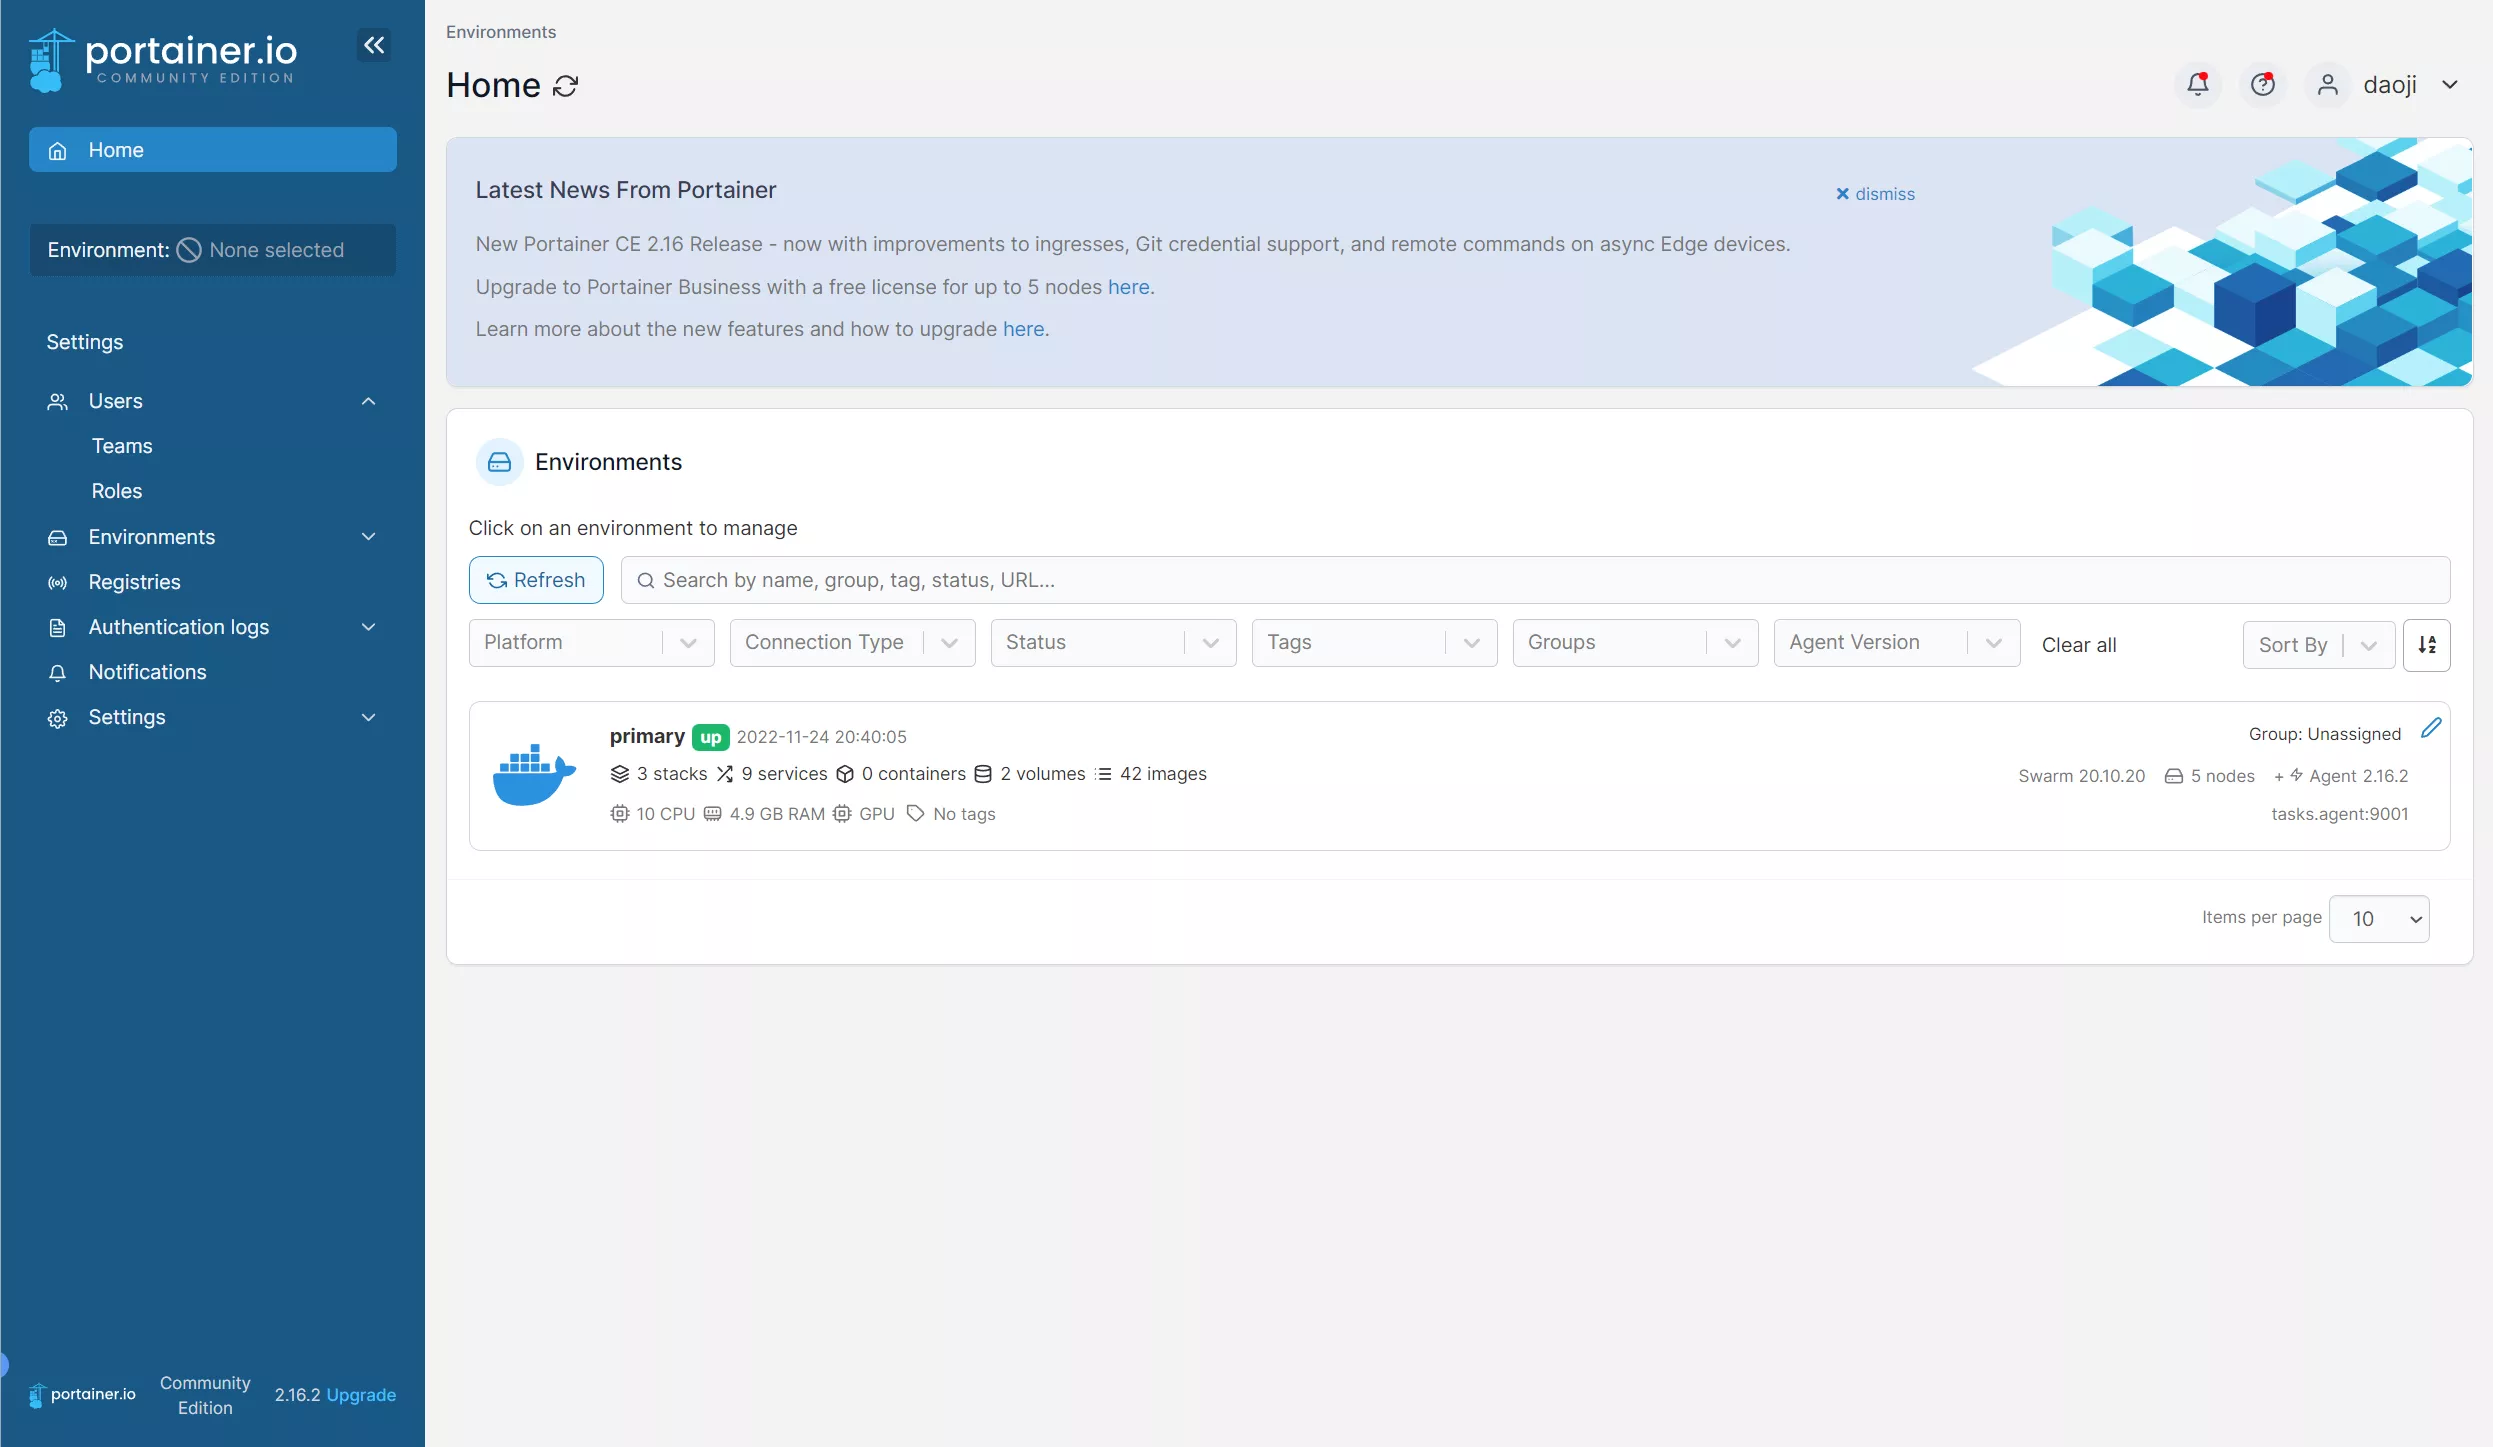 portainer.io
COMMUNITY EDITION
Home
Environment: None selected
Settings
Users
Teams
Roles
Environments
Registries
Authentication logs
Notifications
Settings
portainer.io Community Edition 2.16.2 Upgrade
Environments
Home
daoji
Latest News From Portainer
dismiss
New Portainer CE 2.16 Release - now with improvements to ingresses, Git credential support, and remote commands on async Edge devices.
Upgrade to Portainer Business with a free license for up to 5 nodes here.
Learn more about the new features and how to upgrade here.
Environments
Click on an environment to manage
Refresh Search by name, group, tag, status, URL...
Platform Connection Type Status Tags Groups Agent Version Clear all Sort By
primary up 2022-11-24 20:40:05 Group: Unassigned
3 stacks 9 services 0 containers 2 volumes 42 images Swarm 20.10.20 5 nodes + Agent 2.16.2
10 CPU 4.9 GB RAM GPU No tags tasks.agent:9001
Items per page 10